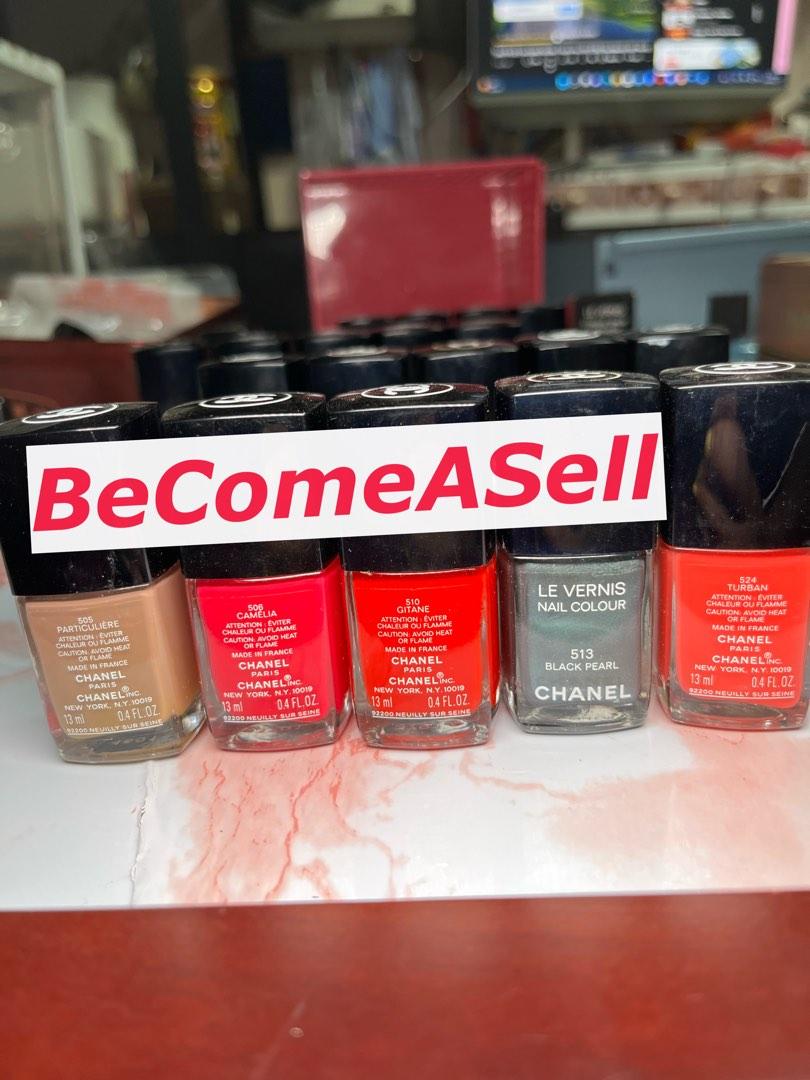 BeComeASell
505
PARTICULIÈRE
ATTENTION : ÉVITER
CHALEUR OU FLAMME
CAUTION: AVOID HEAT
OR FLAME
MADE IN FRANCE
CHANEL
PARIS
CHANEL® INC.
NEW YORK, N.Y. 10019
13 ml 0.4 FL.OZ.
92200 NEUILLY SUR SEINE
506
CAMÉLIA
ATTENTION : ÉVITER
CHALEUR OU FLAMME
CAUTION: AVOID HEAT
OR FLAME
MADE IN FRANCE
CHANEL
PARIS
CHANEL® INC.
NEW YORK, N.Y. 10019
13 ml 0.4 FL.OZ.
92200 NEUILLY SUR SEINE
510
GITANE
ATTENTION : ÉVITER
CHALEUR OU FLAMME
CAUTION: AVOID HEAT
OR FLAME
MADE IN FRANCE
CHANEL
PARIS
CHANEL® INC.
NEW YORK, N.Y. 10019
13 ml 0.4 FL.OZ.
92200 NEUILLY SUR SEINE
LE VERNIS
NAIL COLOUR
513
BLACK PEARL
CHANEL
524
TURBAN
ATTENTION : ÉVITER
CHALEUR OU FLAMME
CAUTION: AVOID HEAT
OR FLAME
MADE IN FRANCE
CHANEL
PARIS
CHANEL® INC.
NEW YORK, N.Y. 10019
13 ml 0.4 FL.OZ.
92200 NEUILLY SUR SEINE